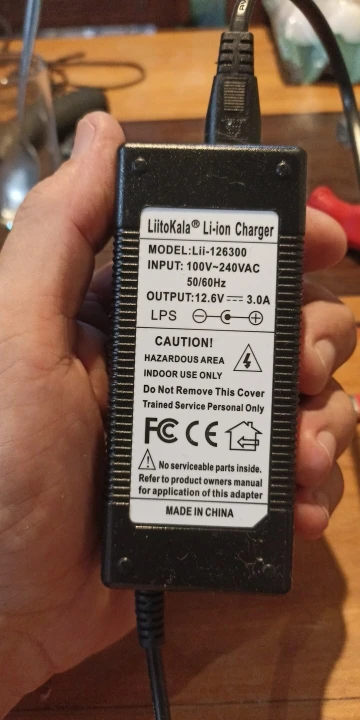 LiitoKala® Li-ion Charger
MODEL:Lii-126300
INPUT: 100V~240VAC
50/60Hz
OUTPUT:12.6V⎓3.0A
LPS
CAUTION!
HAZARDOUS AREA
INDOOR USE ONLY
Do Not Remove This Cover
Trained Service Personal Only
FC CE
No serviceable parts inside.
Refer to product owners manual
for application of this adapter
MADE IN CHINA